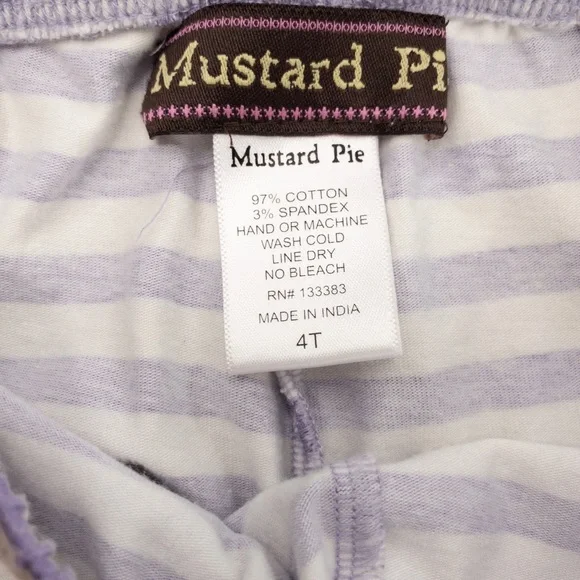 Mustard Pi
Mustard Pie
97% COTTON
3% SPANDEX
HAND OR MACHINE
WASH COLD
LINE DRY
NO BLEACH
RN# 133383
MADE IN INDIA
4T